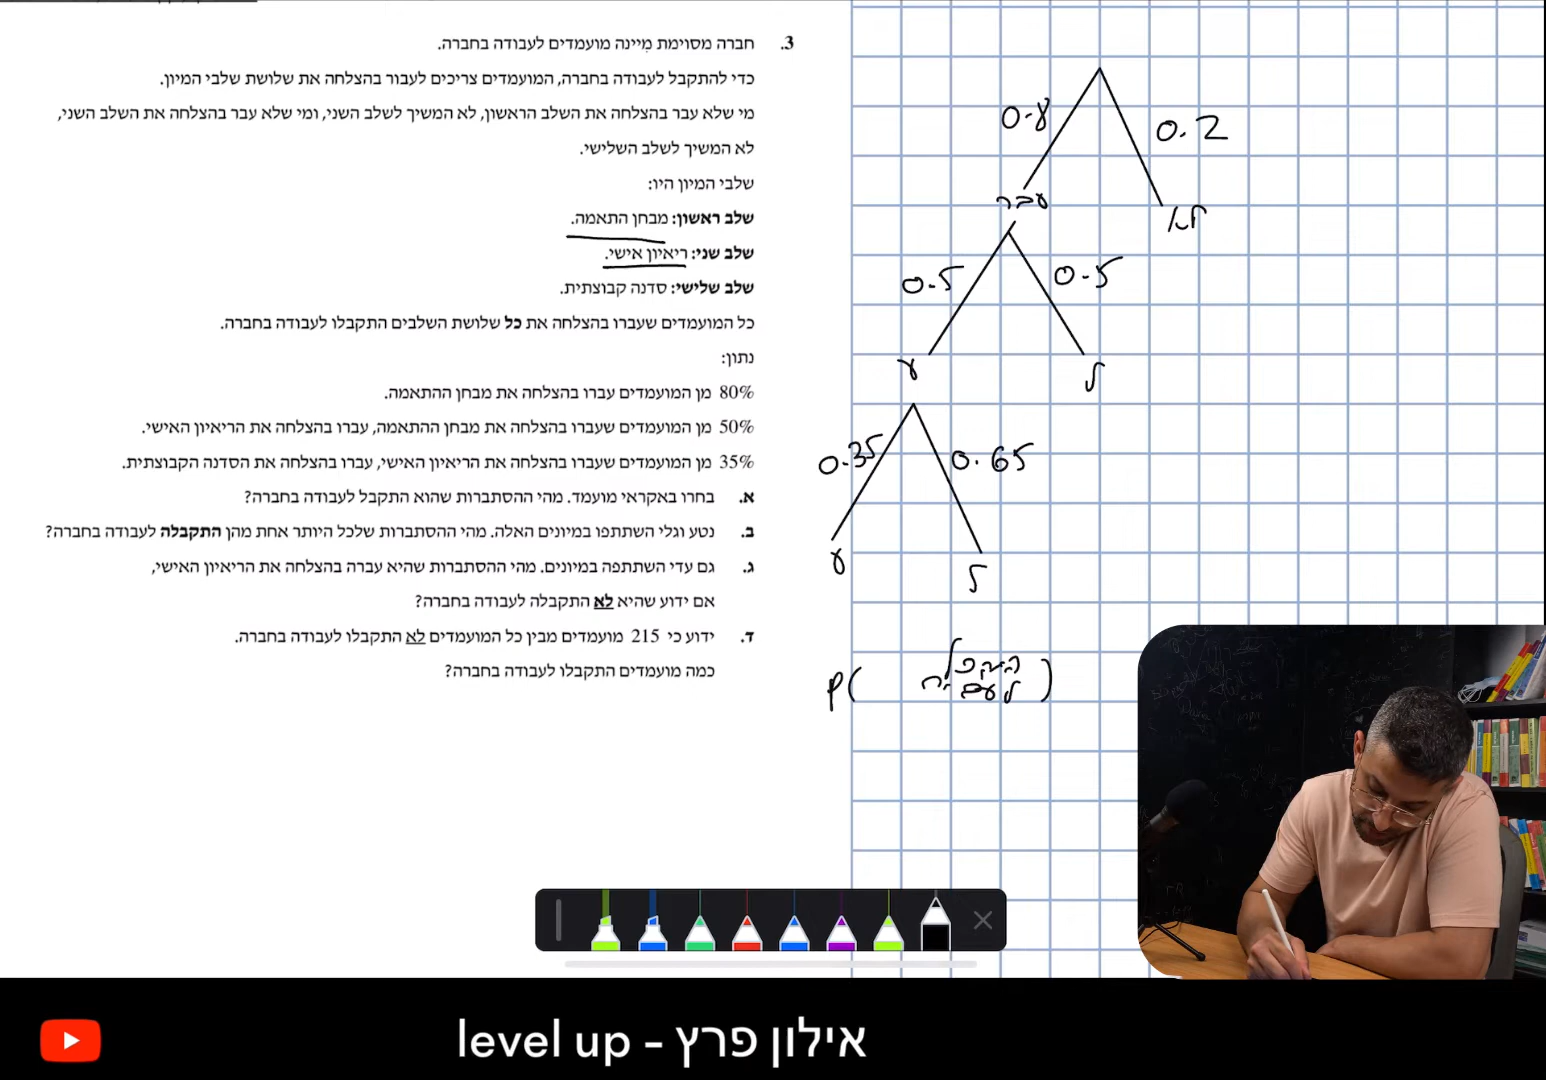 3. חברה מסוימת מִיינה מועמדים לעבודה בחברה.
כדי להתקבל לעבודה בחברה, המועמדים צריכים לעבור בהצלחה את שלושת שלבי המיון.
מי שלא עבר בהצלחה את השלב הראשון, לא המשיך לשלב השני, ומי שלא עבר בהצלחה את השלב השני,
לא המשיך לשלב השלישי.
שלבי המיון היו:
שלב ראשון: מבחן התאמה.
שלב שני: ריאיון אישי.
שלב שלישי: סדנה קבוצתית.
כל המועמדים שעברו בהצלחה את כל שלושת השלבים התקבלו לעבודה בחברה.
נתון:
80% מן המועמדים עברו בהצלחה את מבחן ההתאמה.
50% מן המועמדים שעברו בהצלחה את מבחן ההתאמה, עברו בהצלחה את הריאיון האישי.
35% מן המועמדים שעברו בהצלחה את הריאיון האישי, עברו בהצלחה את הסדנה הקבוצתית.
א. בחרו באקראי מועמד. מהי ההסתברות שהוא התקבל לעבודה בחברה?
ב. נטע וגלי השתתפו במיונים האלה. מהי ההסתברות שלכל היותר אחת מהן התקבלה לעבודה בחברה?
ג. גם עדי השתתפה במיונים. מהי ההסתברות שהיא עברה בהצלחה את הריאיון האישי,
אם ידוע שהיא לא התקבלה לעבודה בחברה?
ד. ידוע כי 215 מועמדים מבין כל המועמדים לא התקבלו לעבודה בחברה.
כמה מועמדים התקבלו לעבודה בחברה?
0.8 0.2
עבר לא
0.5 0.5
ע ל
0.35 0.65
ע ל
P( התקבל
)
אילון פרץ - level up